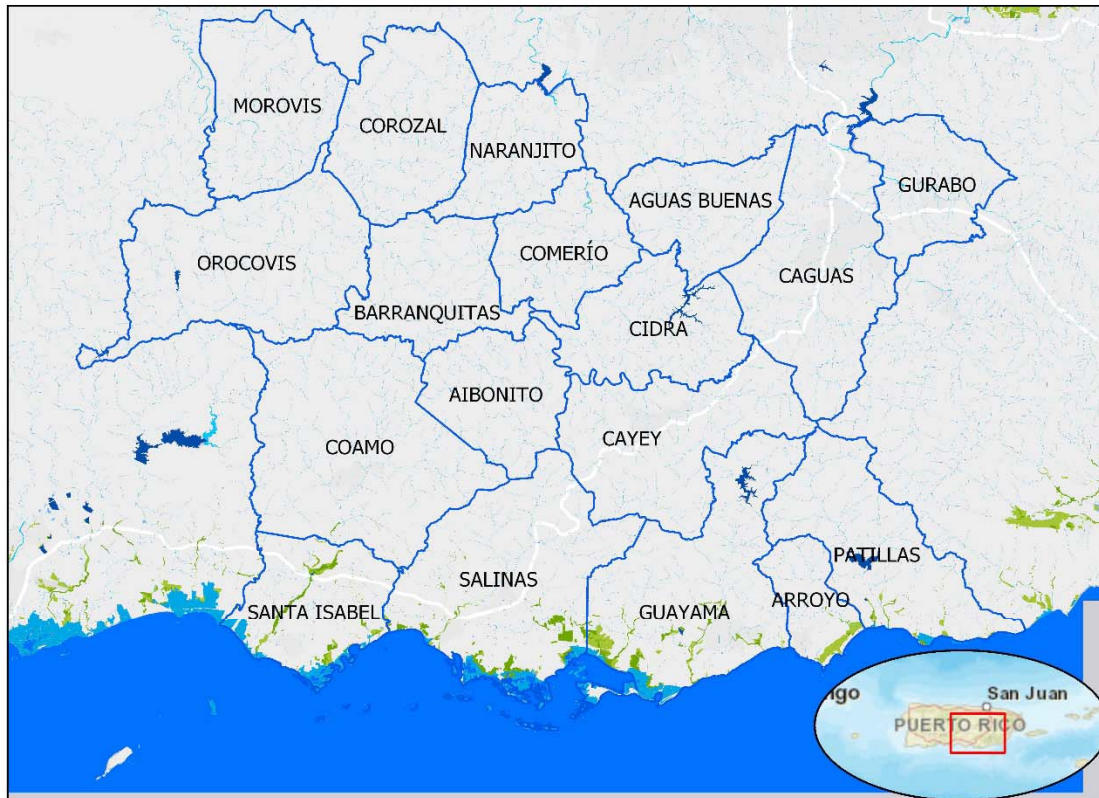 MOROVIS
COROZAL
NARANJITO
AGUAS BUENAS
GURABO
OROCOVIS
COMERÍO
CAGUAS
BARRANQUITAS
CIDRA
AIBONITO
COAMO
CAYEY
PATILLAS
SALINAS
ARROYO
SANTA ISABEL
GUAYAMA
igo
San Juan
PUERTO RICO